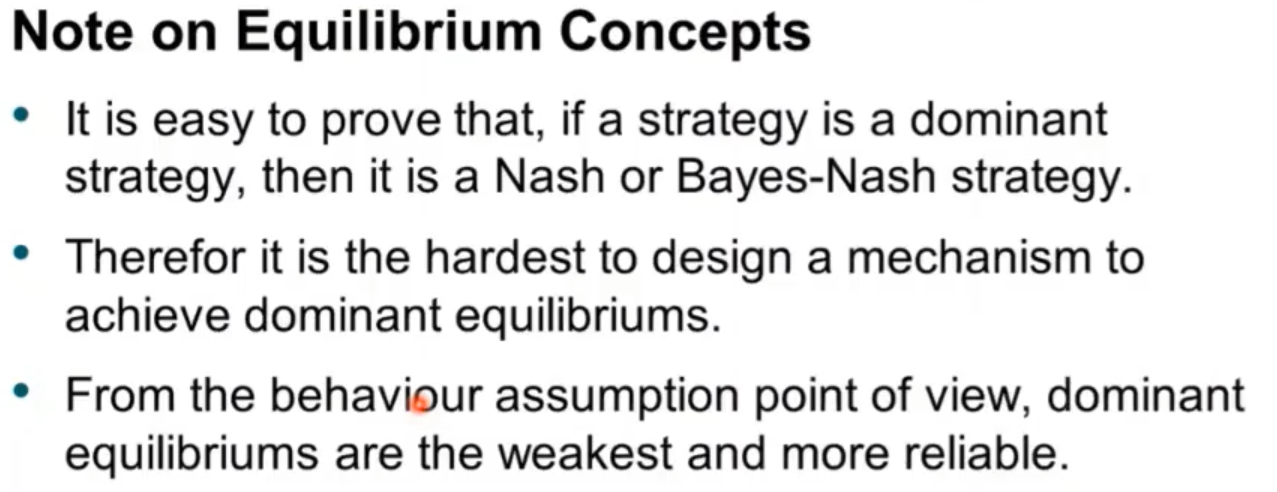 Note on Equilibrium Concepts
• It is easy to prove that, if a strategy is a dominant
strategy, then it is a Nash or Bayes-Nash strategy.
• Therefor it is the hardest to design a mechanism to
achieve dominant equilibriums.
• From the behaviour assumption point of view, dominant
equilibriums are the weakest and more reliable.